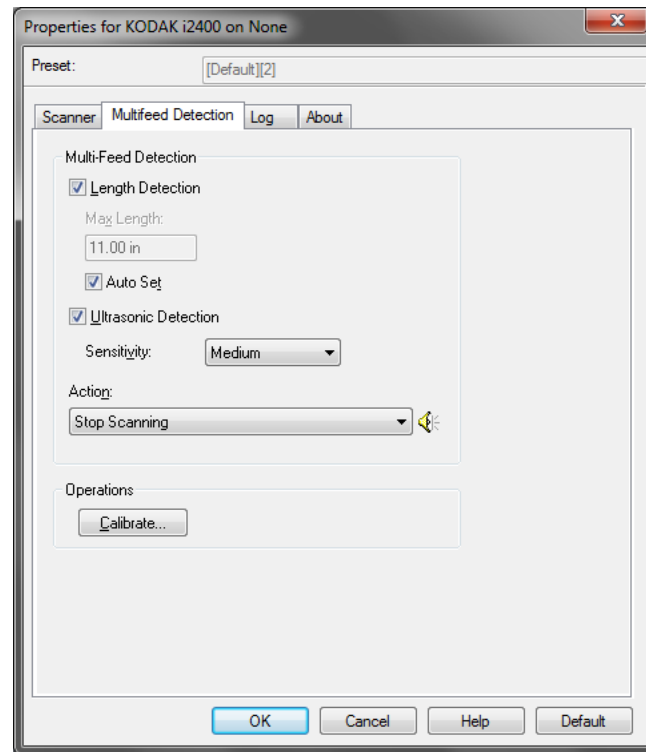 Properties for KODAK i2400 on None
Preset:
[Default][2]
Scanner Multifeed Detection Log About
Multi-Feed Detection
Length Detection
Max Length:
11.00 in
Auto Set
Ultrasonic Detection
Sensitivity: Medium
Action:
Stop Scanning
Operations
Calibrate...
OK Cancel Help Default